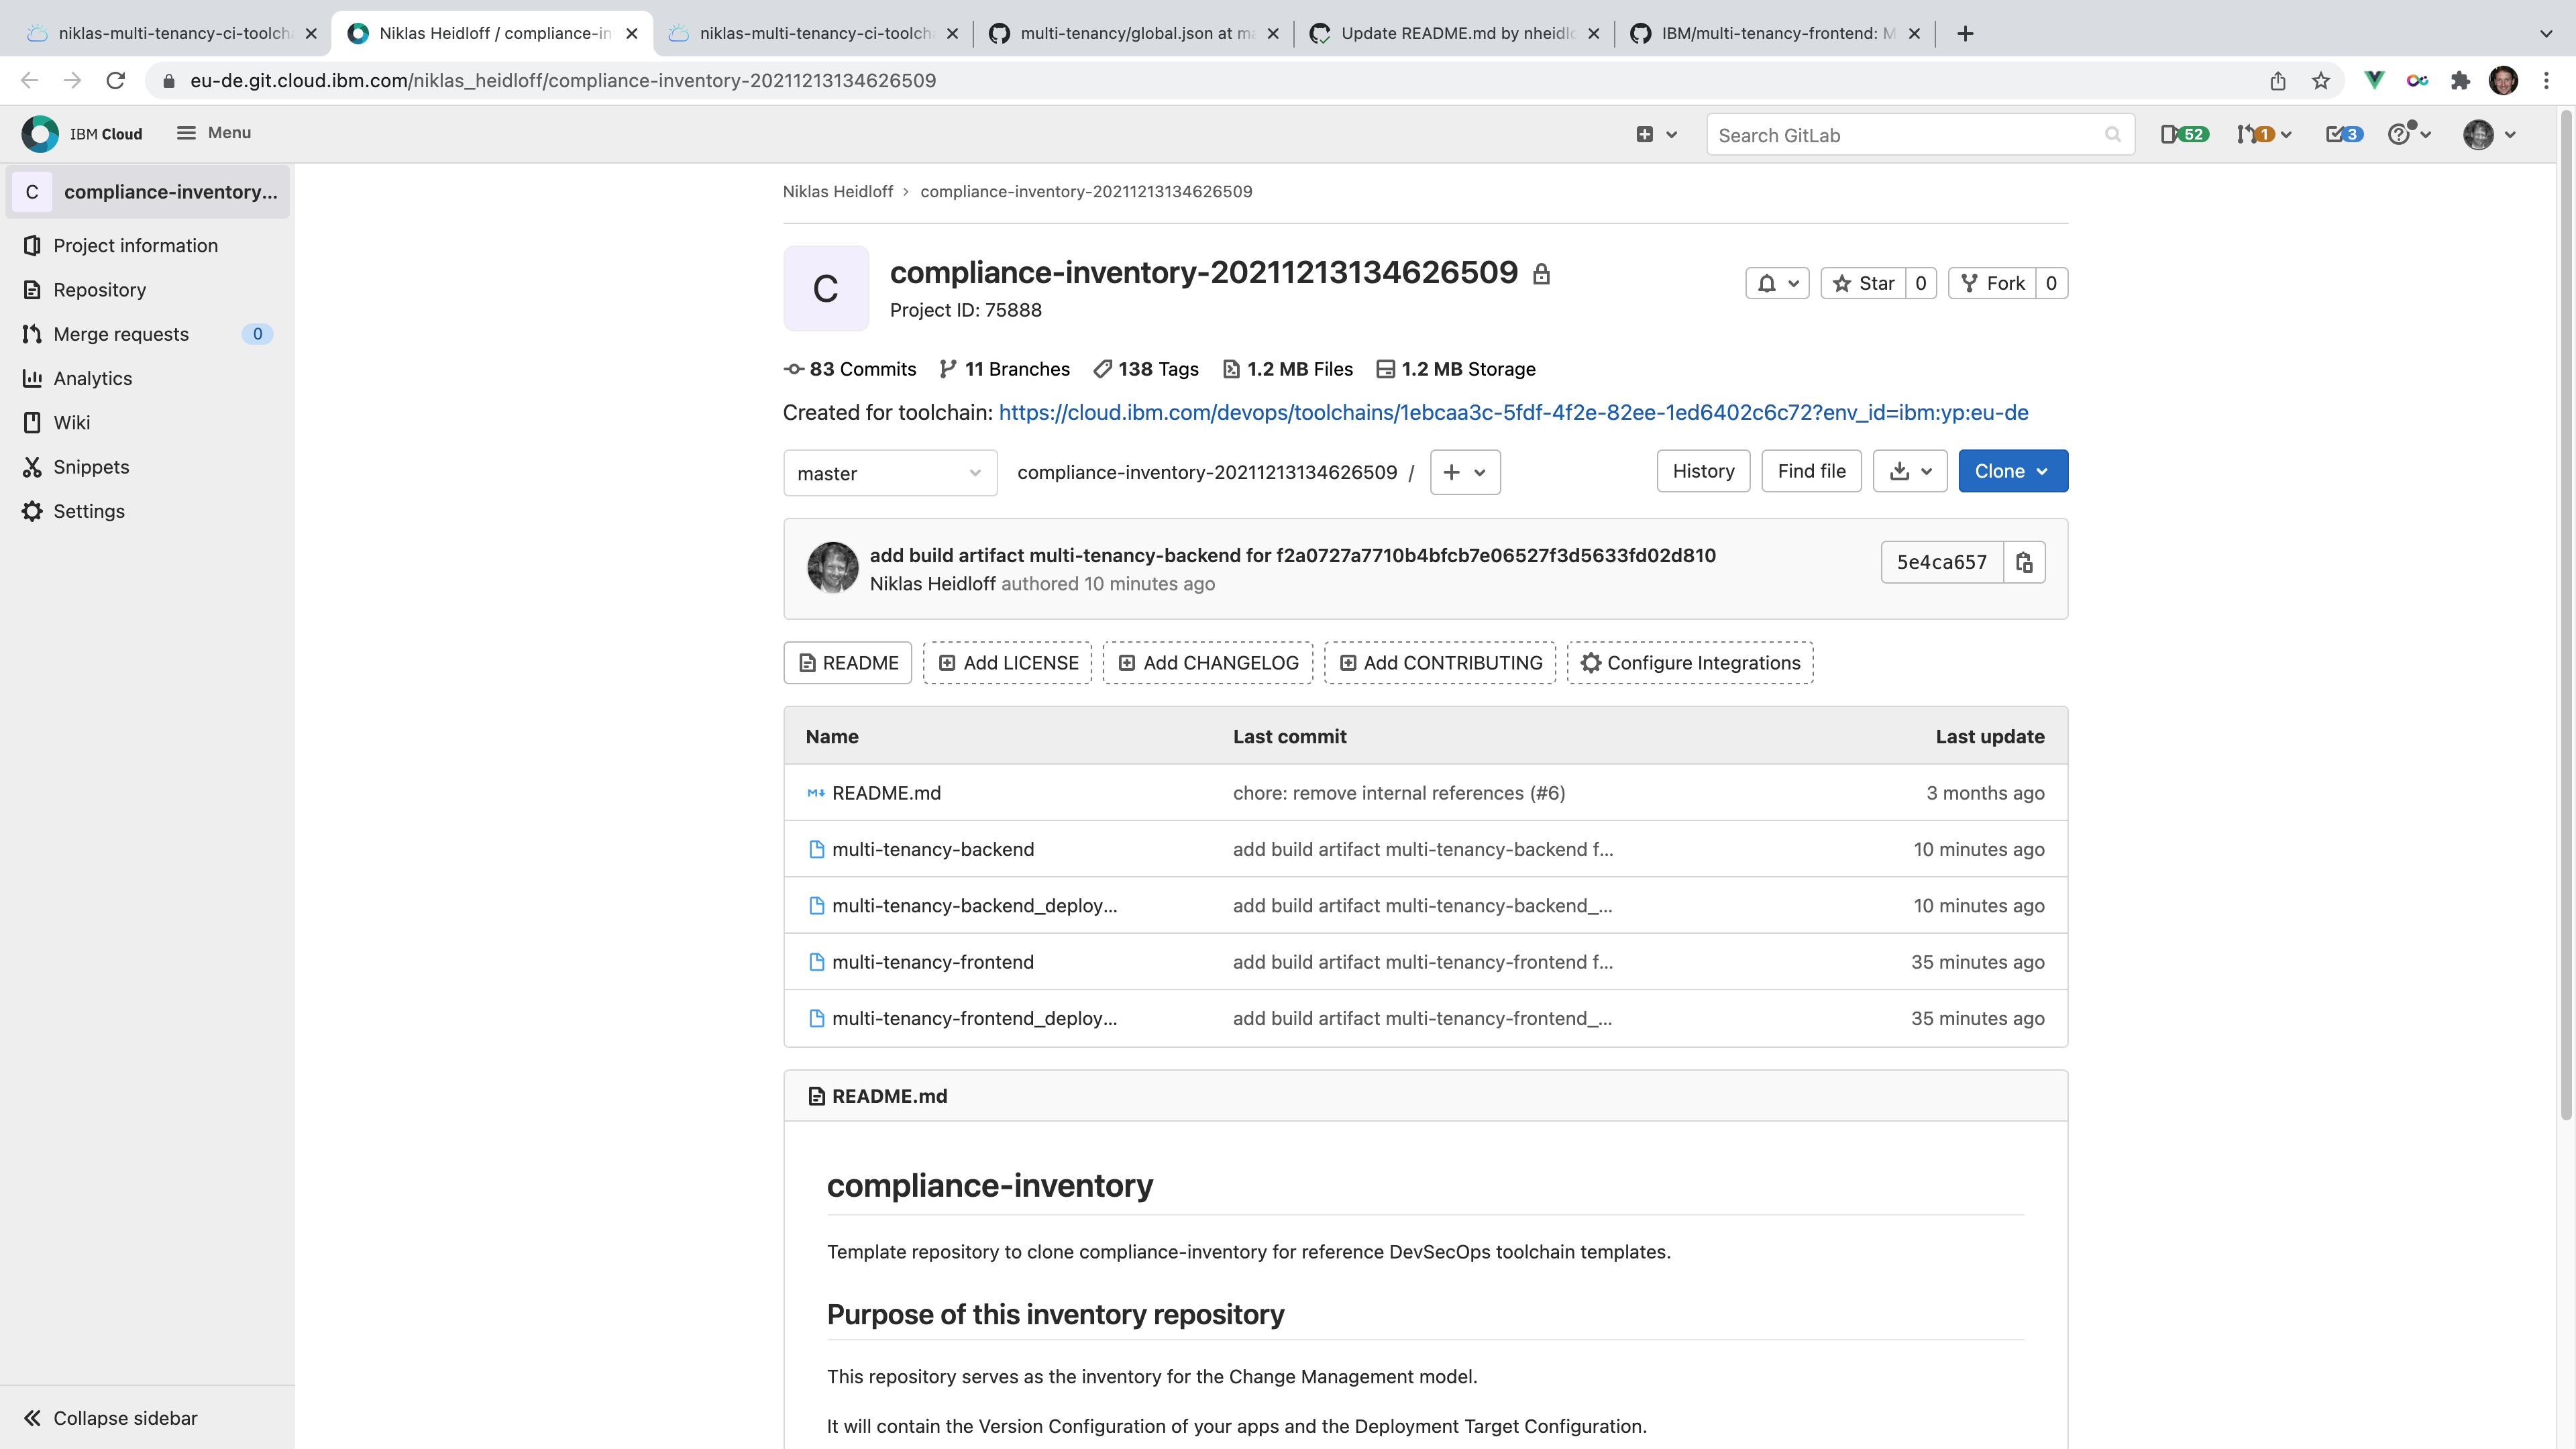 niklas-multi-tenancy-ci-toolch
Niklas Heidloff / compliance-in
niklas-multi-tenancy-ci-toolch
multi-tenancy/global.json at ma
Update README.md by nheidlo
IBM/multi-tenancy-frontend: M
eu-de.git.cloud.ibm.com/niklas_heidloff/compliance-inventory-20211213134626509
IBM Cloud
Menu
Search GitLab
52
1
3
C
compliance-inventory...
Project information
Repository
Merge requests
0
Analytics
Wiki
Snippets
Settings
Collapse sidebar
Niklas Heidloff > compliance-inventory-20211213134626509
C
compliance-inventory-20211213134626509
Project ID: 75888
Star 0
Fork 0
83 Commits 11 Branches 138 Tags 1.2 MB Files 1.2 MB Storage
Created for toolchain: https://cloud.ibm.com/devops/toolchains/1ebcaa3c-5fdf-4f2e-82ee-1ed6402c6c72?env_id=ibm:yp:eu-de
master
compliance-inventory-20211213134626509 /
History
Find file
Clone
add build artifact multi-tenancy-backend for f2a0727a7710b4bfcb7e06527f3d5633fd02d810
Niklas Heidloff authored 10 minutes ago
5e4ca657
README
Add LICENSE
Add CHANGELOG
Add CONTRIBUTING
Configure Integrations
Name Last commit Last update
README.md chore: remove internal references (#6) 3 months ago
multi-tenancy-backend add build artifact multi-tenancy-backend f... 10 minutes ago
multi-tenancy-backend_deploy... add build artifact multi-tenancy-backend_... 10 minutes ago
multi-tenancy-frontend add build artifact multi-tenancy-frontend f... 35 minutes ago
multi-tenancy-frontend_deploy... add build artifact multi-tenancy-frontend_... 35 minutes ago
README.md
compliance-inventory
Template repository to clone compliance-inventory for reference DevSecOps toolchain templates.
Purpose of this inventory repository
This repository serves as the inventory for the Change Management model.
It will contain the Version Configuration of your apps and the Deployment Target Configuration.